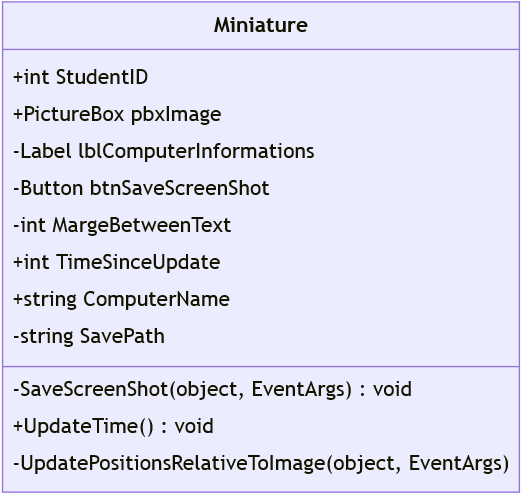 Miniature
+int StudentID
+PictureBox pbxImage
-Label lblComputerInformations
-Button btnSaveScreenShot
-int MargeBetweenText
+int TimeSinceUpdate
+string ComputerName
-string SavePath
-SaveScreenShot(object, EventArgs) : void
+UpdateTime() : void
-UpdatePositionsRelativeToImage(object, EventArgs)